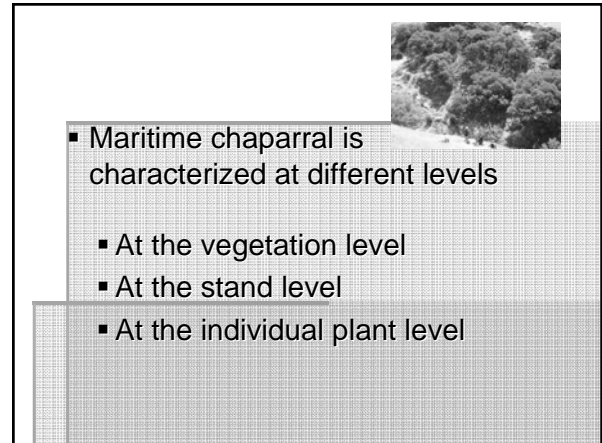 ▪ Maritime chaparral is
characterized at different levels
▪ At the vegetation level
▪ At the stand level
▪ At the individual plant level